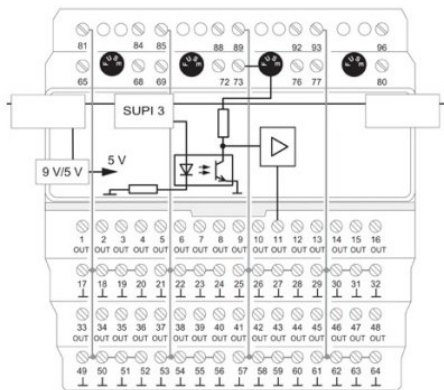 81 84 85 88 89 92 93 96
FUSE FUSE FUSE FUSE
65 68 69 72 73 76 77 80
SUPI 3
9 V/5 V 5 V
1 2 3 4 5 6 7 8 9 10 11 12 13 14 15 16
OUT OUT OUT OUT OUT OUT OUT OUT OUT OUT OUT OUT OUT OUT OUT OUT
17 18 19 20 21 22 23 24 25 26 27 28 29 30 31 32
33 34 35 36 37 38 39 40 41 42 43 44 45 46 47 48
OUT OUT OUT OUT OUT OUT OUT OUT OUT OUT OUT OUT OUT OUT OUT OUT
49 50 51 52 53 54 55 56 57 58 59 60 61 62 63 64